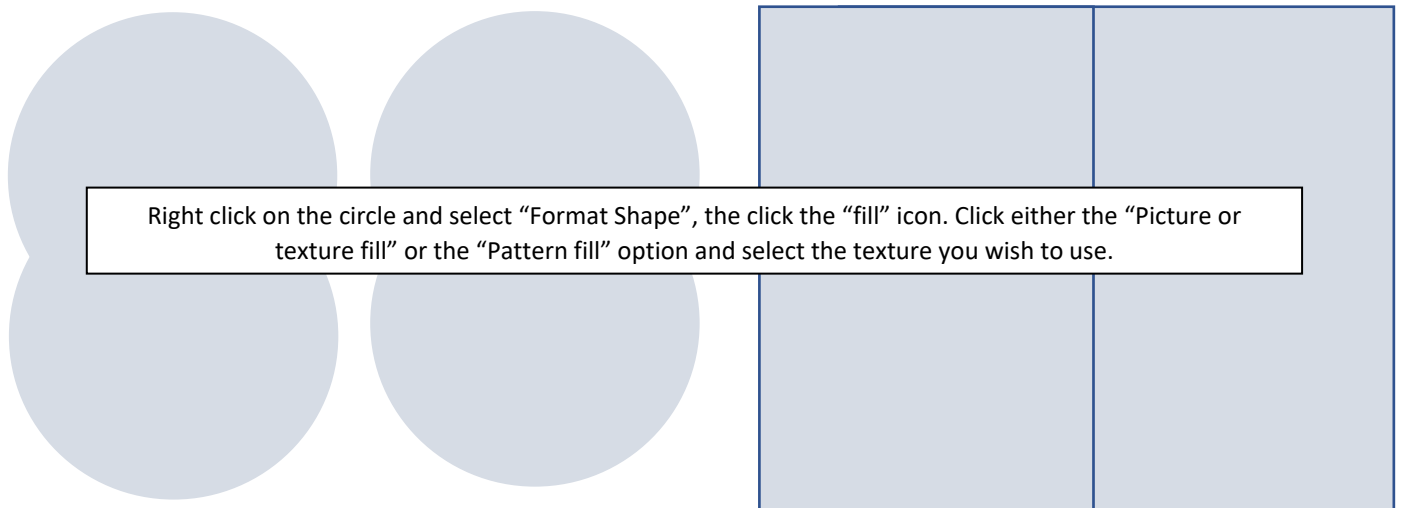 Right click on the circle and select “Format Shape”, the click the “fill” icon. Click either the “Picture or
texture fill” or the “Pattern fill” option and select the texture you wish to use.